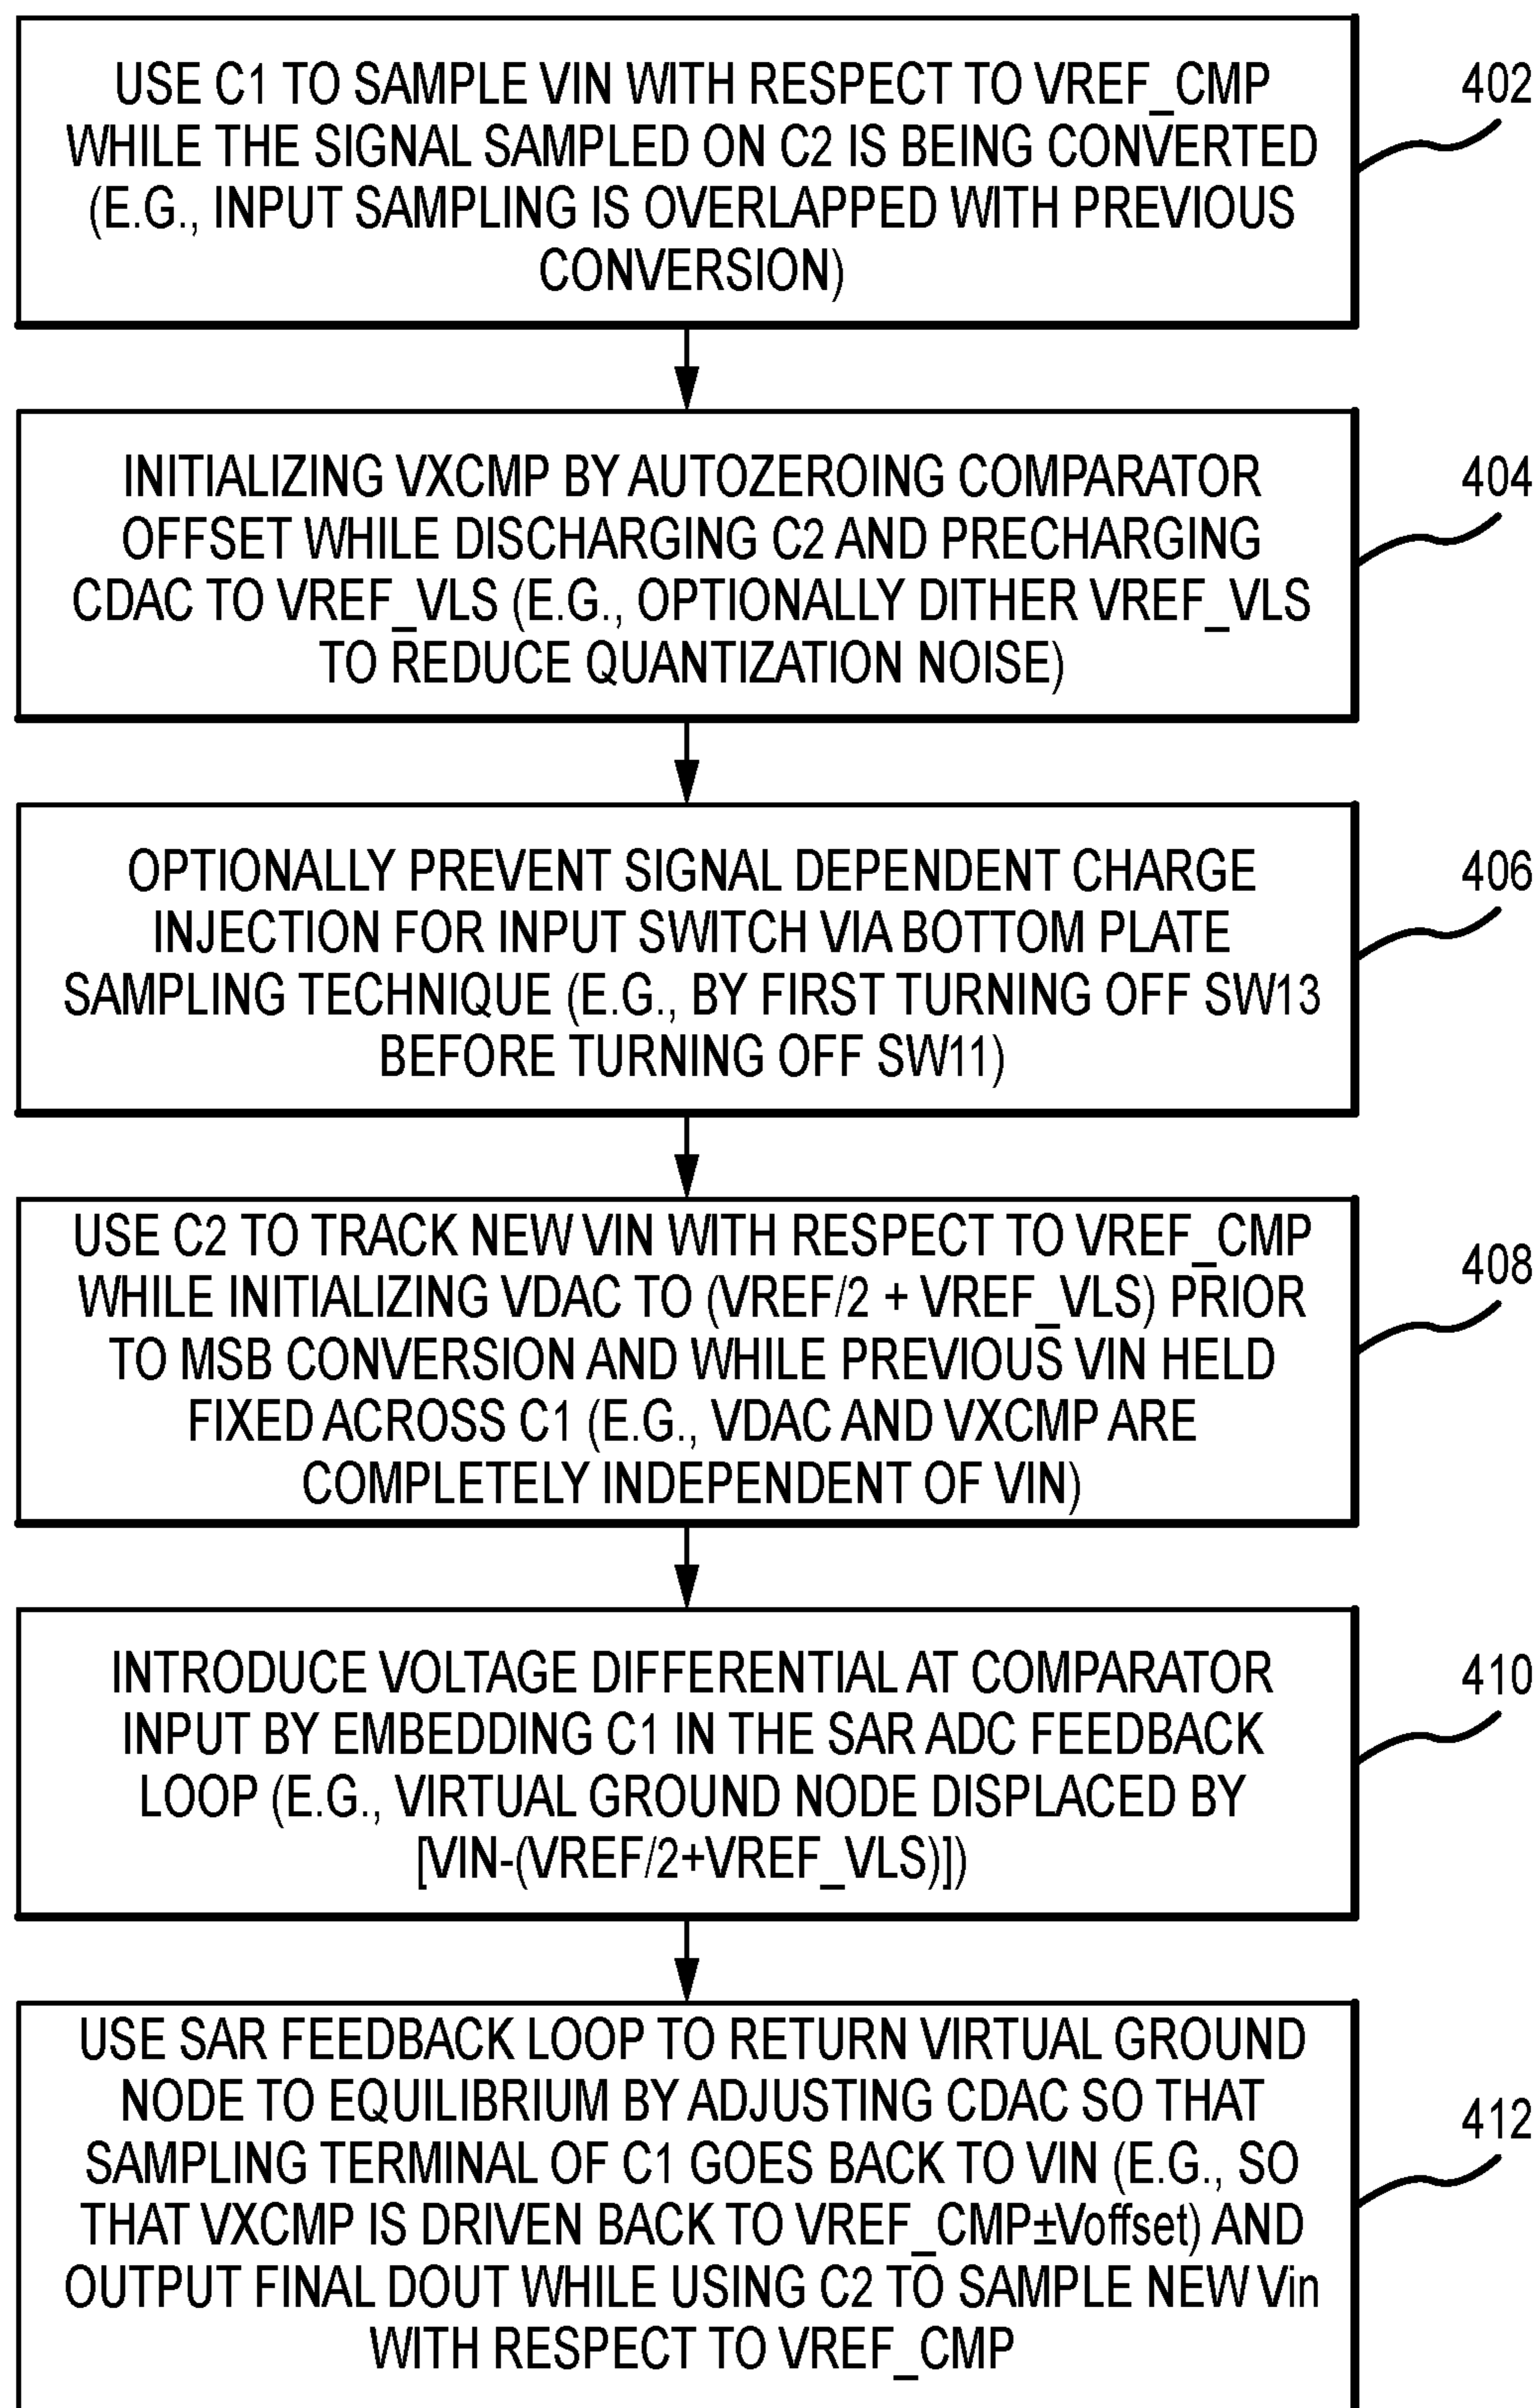 USE C1 TO SAMPLE VIN WITH RESPECT TO VREF_CMP
WHILE THE SIGNAL SAMPLED ON C2 IS BEING CONVERTED
(E.G., INPUT SAMPLING IS OVERLAPPED WITH PREVIOUS
CONVERSION)
402
INITIALIZING VXCMP BY AUTOZEROING COMPARATOR
OFFSET WHILE DISCHARGING C2 AND PRECHARGING
CDAC TO VREF_VLS (E.G., OPTIONALLY DITHER VREF_VLS
TO REDUCE QUANTIZATION NOISE)
404
OPTIONALLY PREVENT SIGNAL DEPENDENT CHARGE
INJECTION FOR INPUT SWITCH VIA BOTTOM PLATE
SAMPLING TECHNIQUE (E.G., BY FIRST TURNING OFF SW13
BEFORE TURNING OFF SW11)
406
USE C2 TO TRACK NEW VIN WITH RESPECT TO VREF_CMP
WHILE INITIALIZING VDAC TO (VREF/2 + VREF_VLS) PRIOR
TO MSB CONVERSION AND WHILE PREVIOUS VIN HELD
FIXED ACROSS C1 (E.G., VDAC AND VXCMP ARE
COMPLETELY INDEPENDENT OF VIN)
408
INTRODUCE VOLTAGE DIFFERENTIAL AT COMPARATOR
INPUT BY EMBEDDING C1 IN THE SAR ADC FEEDBACK
LOOP (E.G., VIRTUAL GROUND NODE DISPLACED BY
[VIN-(VREF/2+VREF_VLS)])
410
USE SAR FEEDBACK LOOP TO RETURN VIRTUAL GROUND
NODE TO EQUILIBRIUM BY ADJUSTING CDAC SO THAT
SAMPLING TERMINAL OF C1 GOES BACK TO VIN (E.G., SO
THAT VXCMP IS DRIVEN BACK TO VREF_CMP±Voffset) AND
OUTPUT FINAL DOUT WHILE USING C2 TO SAMPLE NEW Vin
WITH RESPECT TO VREF_CMP
412